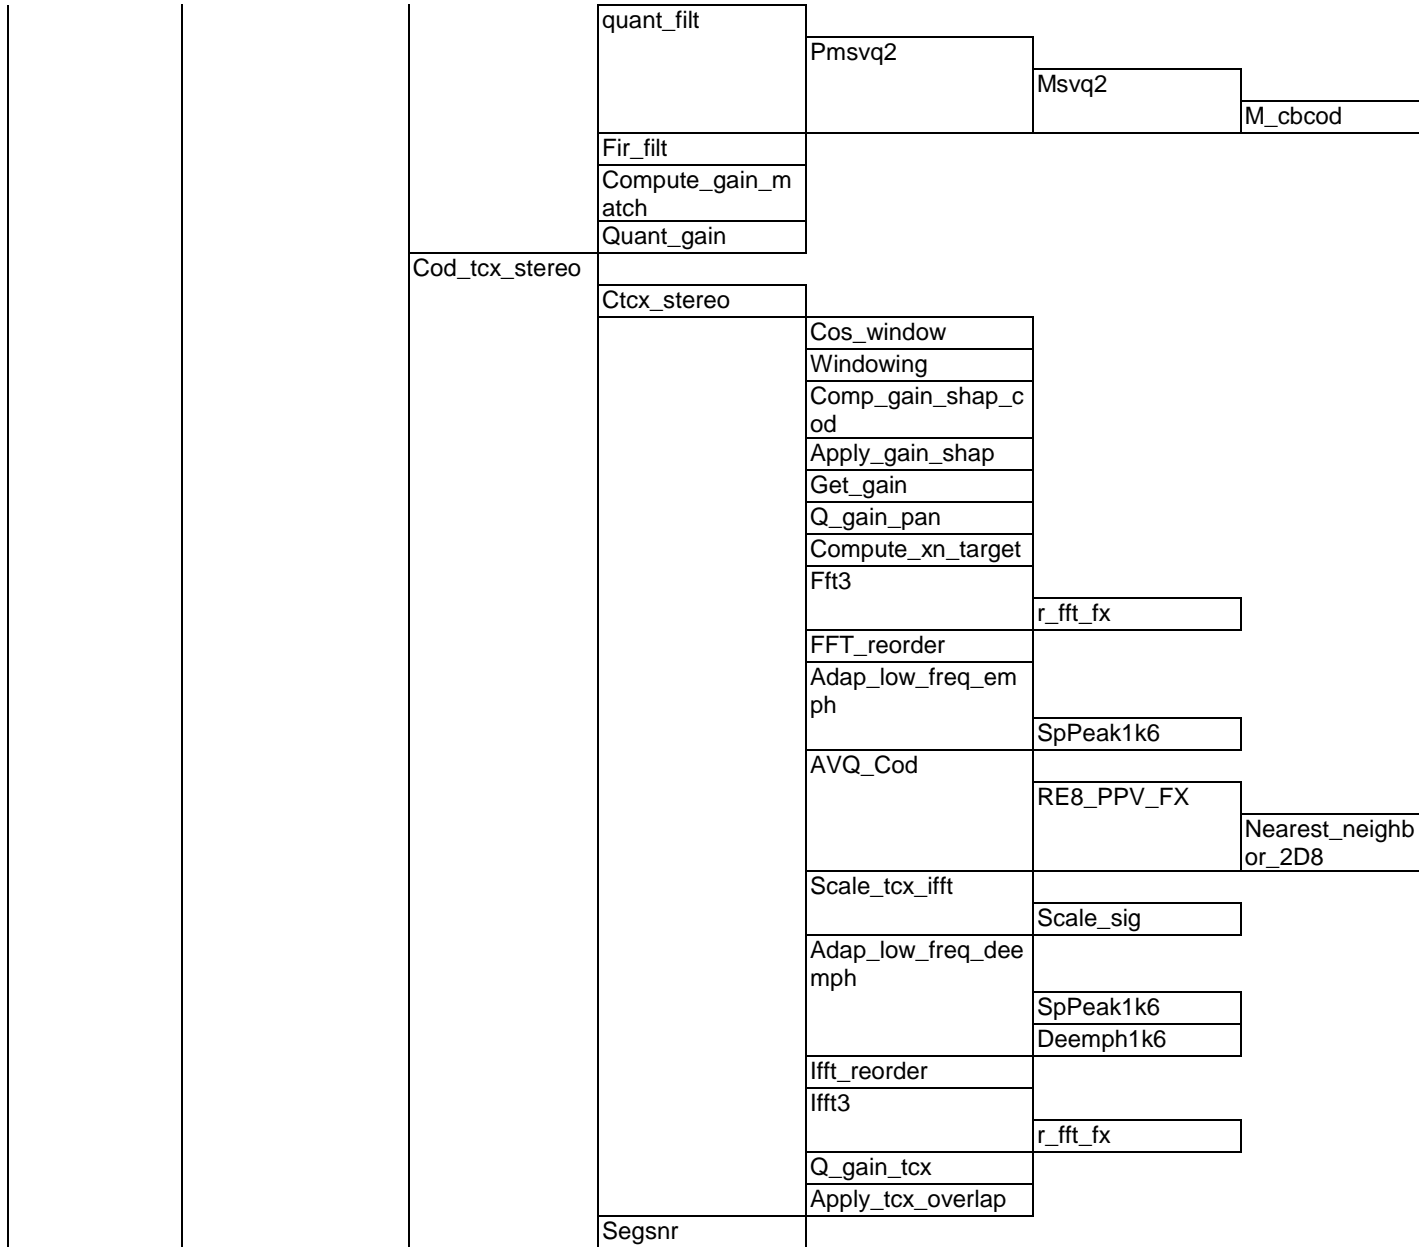 quant_filt
Pmsvq2
Msvq2
M_cbcod
Fir_filt
Compute_gain_m
atch
Quant_gain
Cod_tcx_stereo
Ctcx_stereo
Cos_window
Windowing
Comp_gain_shap_c
od
Apply_gain_shap
Get_gain
Q_gain_pan
Compute_xn_target
Fft3
r_fft_fx
FFT_reorder
Adap_low_freq_em
ph
SpPeak1k6
AVQ_Cod
RE8_PPV_FX
Nearest_neighb
or_2D8
Scale_tcx_ifft
Scale_sig
Adap_low_freq_dee
mph
SpPeak1k6
Deemph1k6
Ifft_reorder
Ifft3
r_fft_fx
Q_gain_tcx
Apply_tcx_overlap
Segsnr